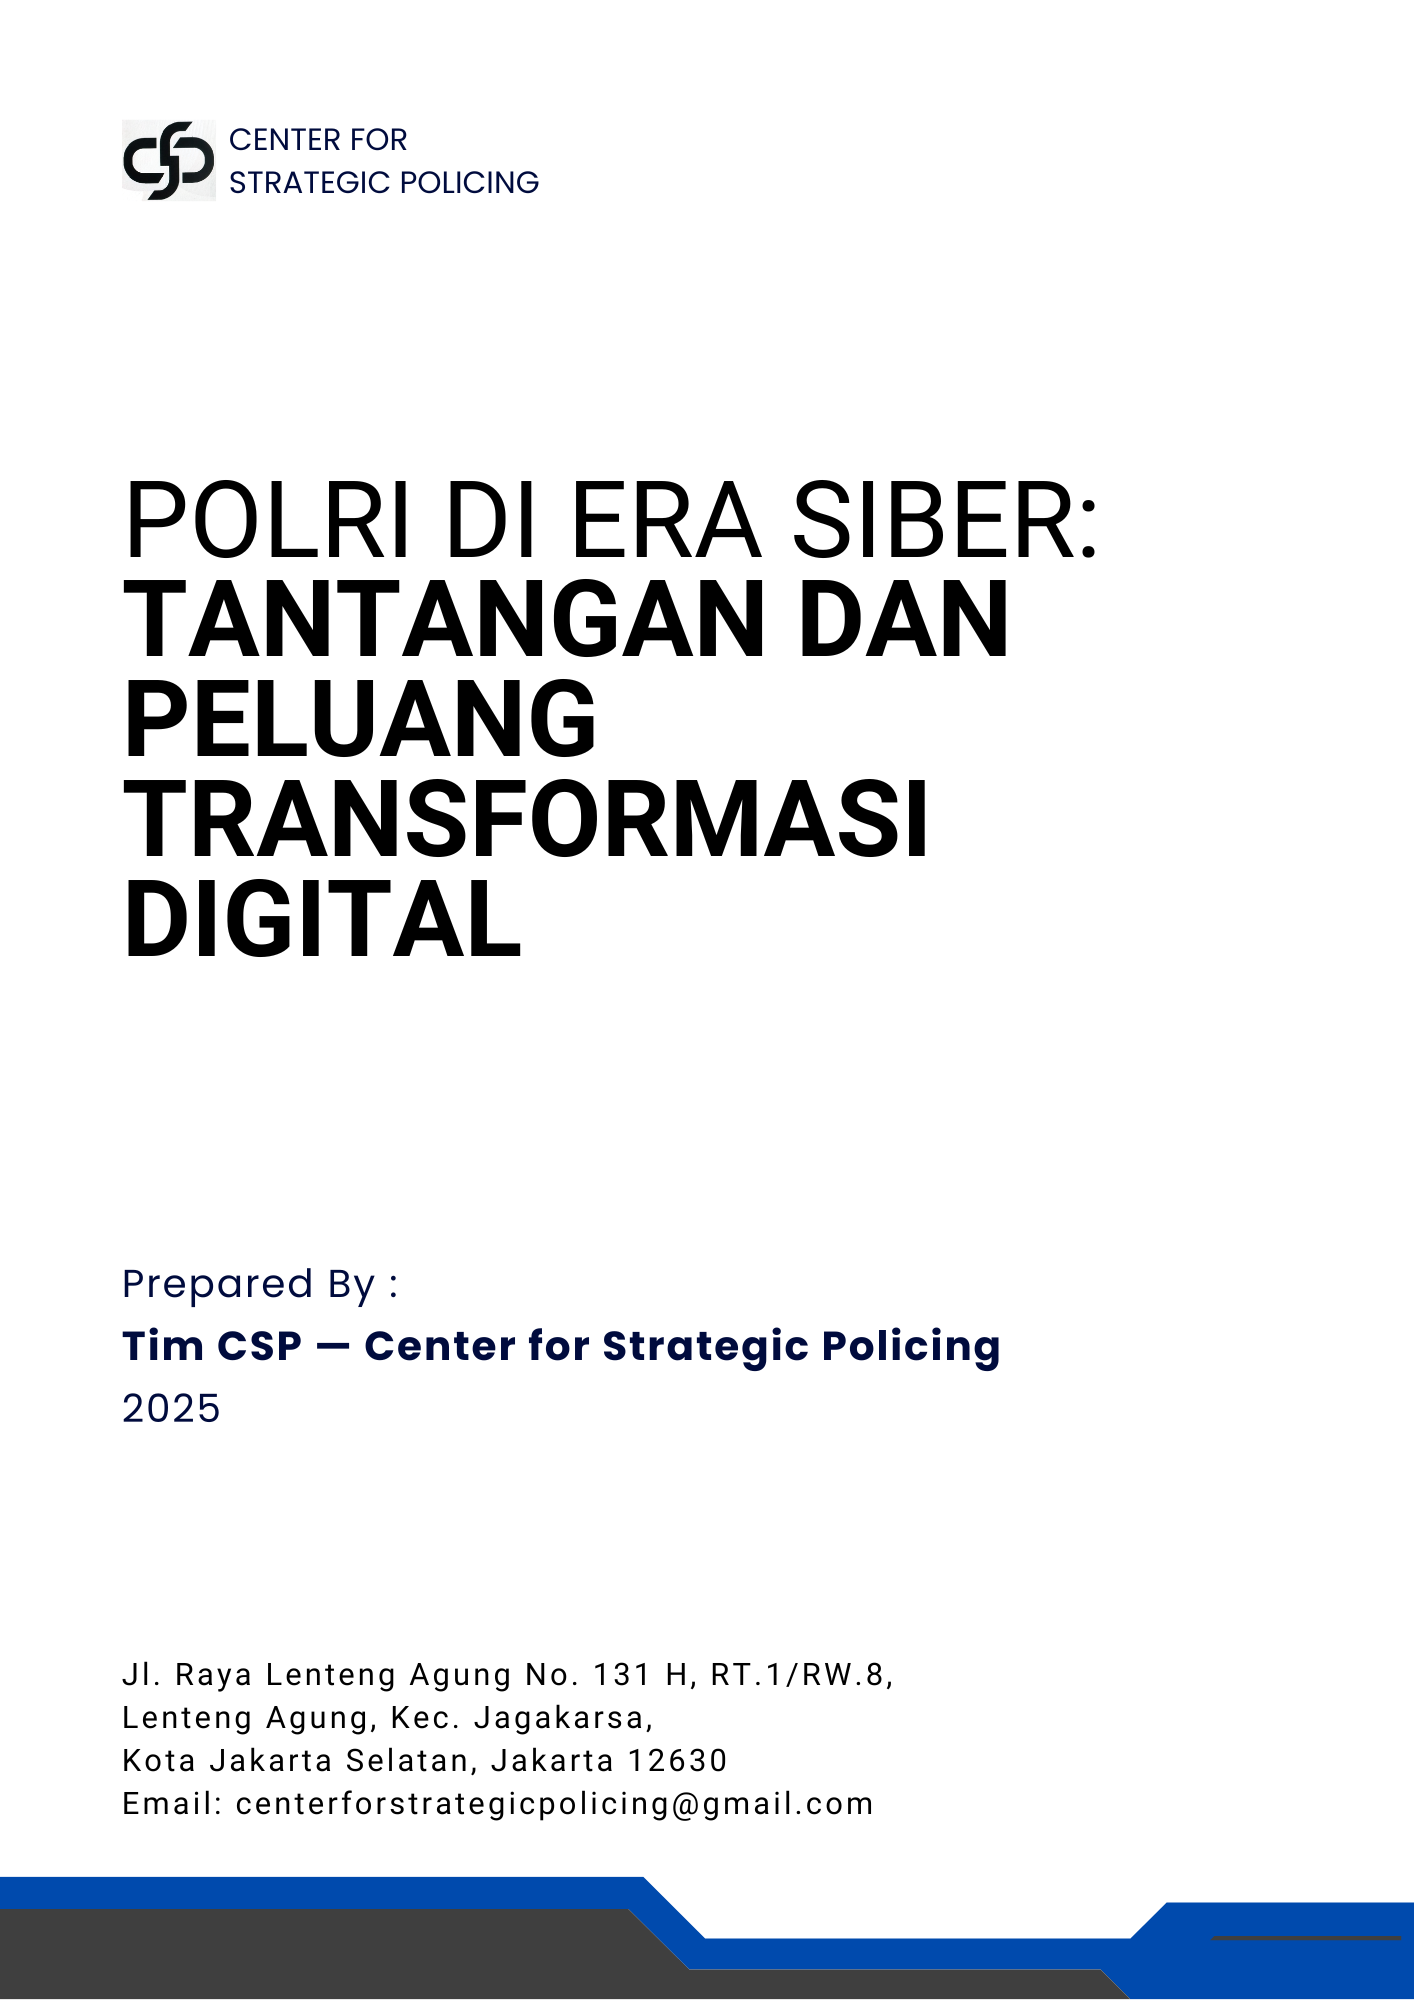 CENTER FOR
STRATEGIC POLICING
POLRI DI ERA SIBER:
TANTANGAN DAN
PELUANG
TRANSFORMASI
DIGITAL
Prepared By :
Tim CSP — Center for Strategic Policing
2025
Jl. Raya Lenteng Agung No. 131 H, RT.1/RW.8,
Lenteng Agung, Kec. Jagakarsa,
Kota Jakarta Selatan, Jakarta 12630
Email: centerforstrategicpolicing@gmail.com